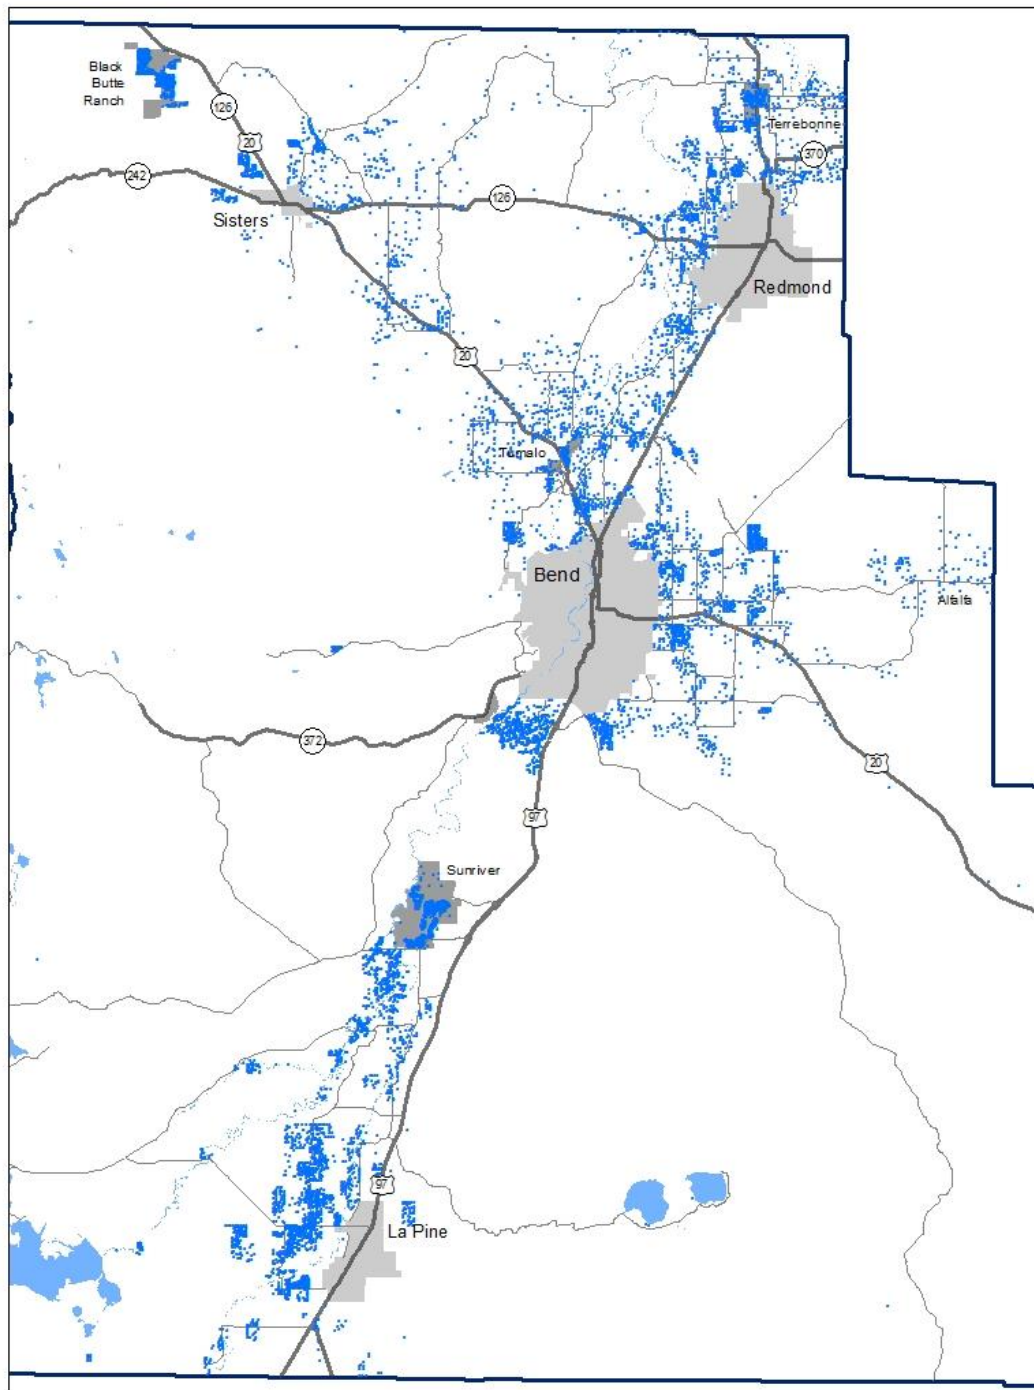 Black
Butte
Ranch
126
20
242
Sisters
126
Terrebonne
370
Redmond
20
Tumalo
Bend
Alfalfa
372
20
97
Sunriver
97
La Pine